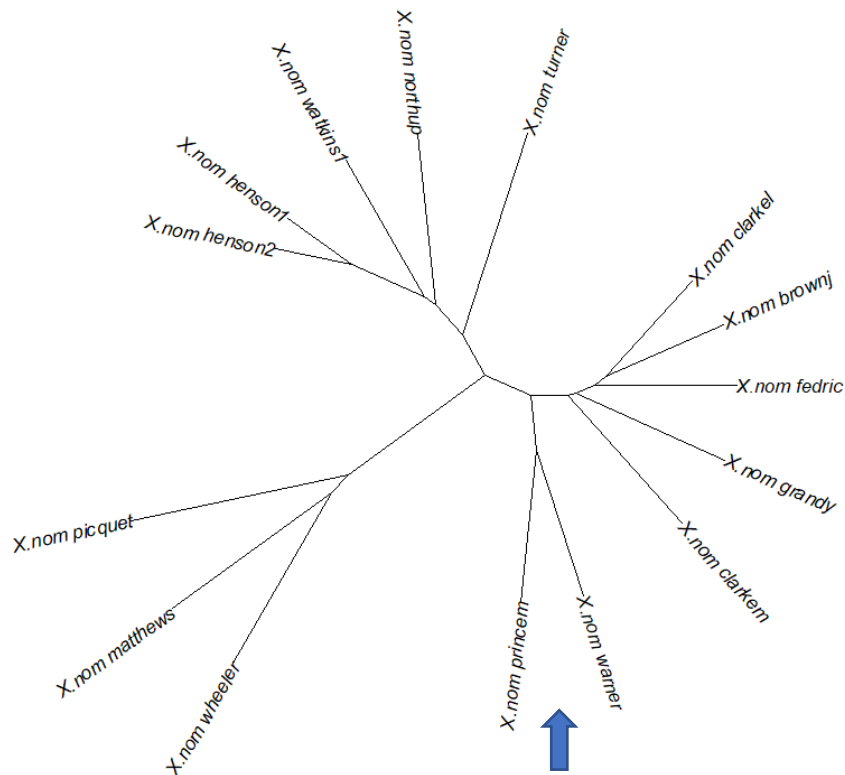 X.nom northup
X.nom turner
X.nom watkins1
X.nom henson1
X.nom henson2
X.nom clarkel
X.nom brownj
X.nom fedric
X.nom grandy
X.nom clarkem
X.nom warner
X.nom princem
X.nom wheeler
X.nom matthews
X.nom picquet